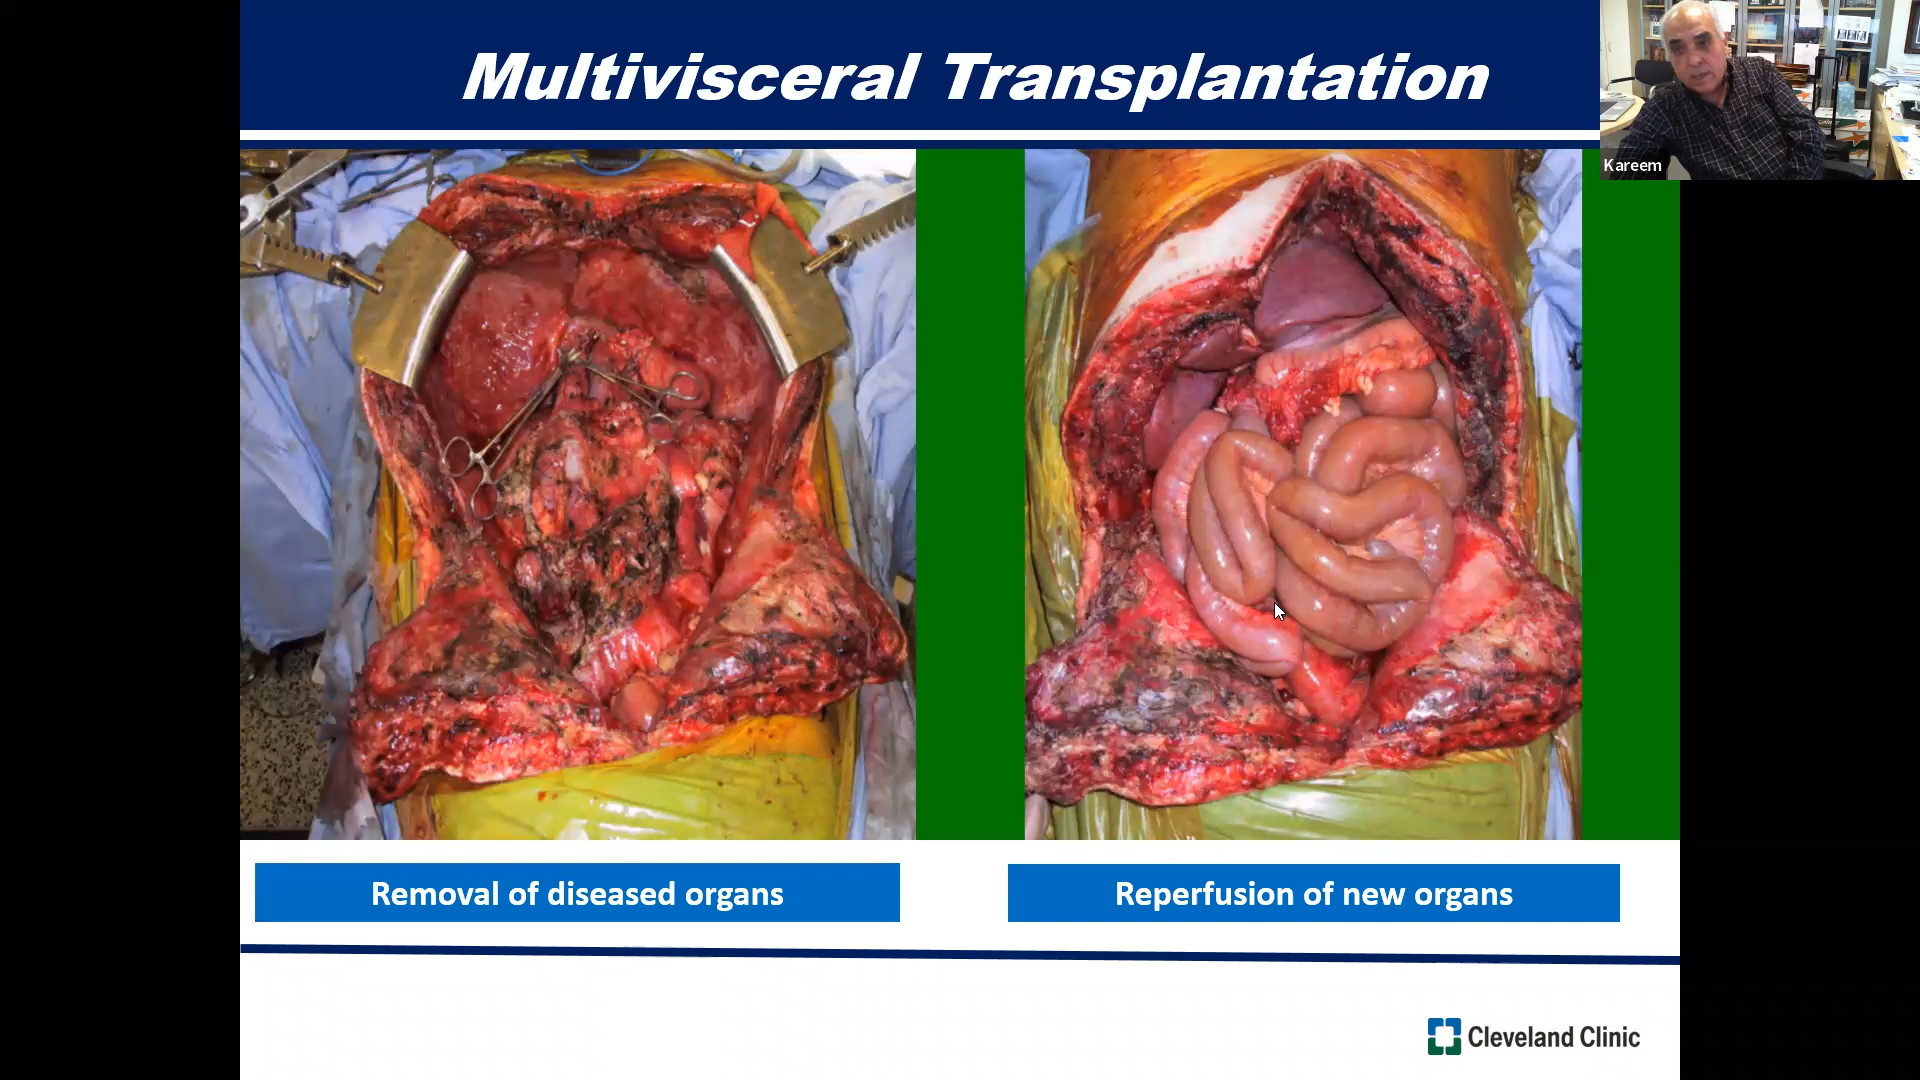 Multivisceral Transplantation
Kareem
Removal of diseased organs
Reperfusion of new organs
Cleveland Clinic